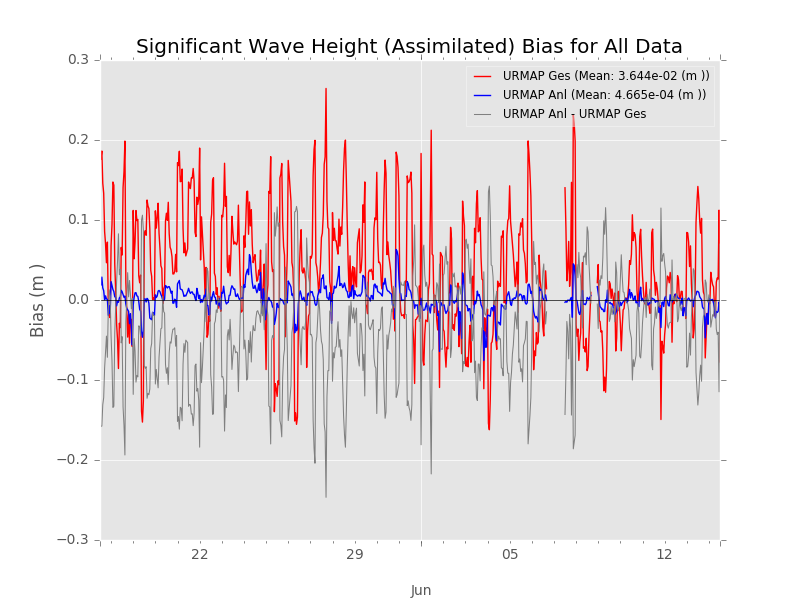 Significant Wave Height (Assimilated) Bias for All Data
URMAP Ges (Mean: 3.644e-02 (m ))
URMAP Anl (Mean: 4.665e-04 (m ))
URMAP Anl - URMAP Ges
Bias (m )
0.3
0.2
0.1
0.0
−0.1
−0.2
−0.3
22
29
05
12
Jun